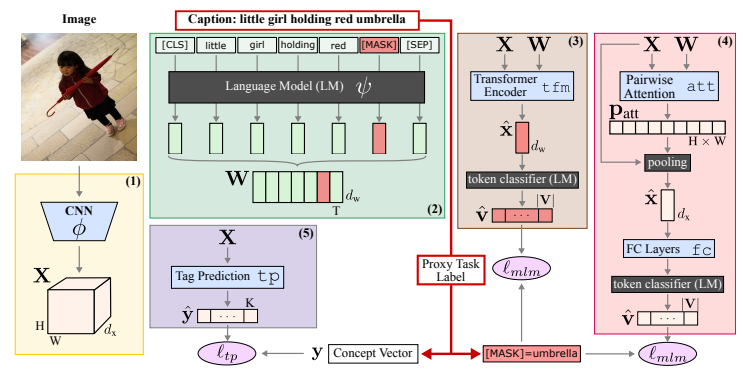 Image
Caption: little girl holding red umbrella
(1)
CNN
ϕ
X
H
W
d_x
[CLS] little girl holding red [MASK] [SEP]
Language Model (LM) ψ
W
d_w
T
(2)
(3)
X W
Transformer
Encoder tfm
x̂
d_w
token classifier (LM)
|V|
v̂ ···
ℓ_mlm
(4)
X W
Pairwise
Attention att
p_att
H × W
pooling
x̂
d_x
FC Layers fc
token classifier (LM)
|V|
v̂ ···
ℓ_mlm
(5)
X
Tag Prediction tp
K
ŷ ···
ℓ_tp
y Concept Vector
Proxy Task
Label
[MASK]=umbrella